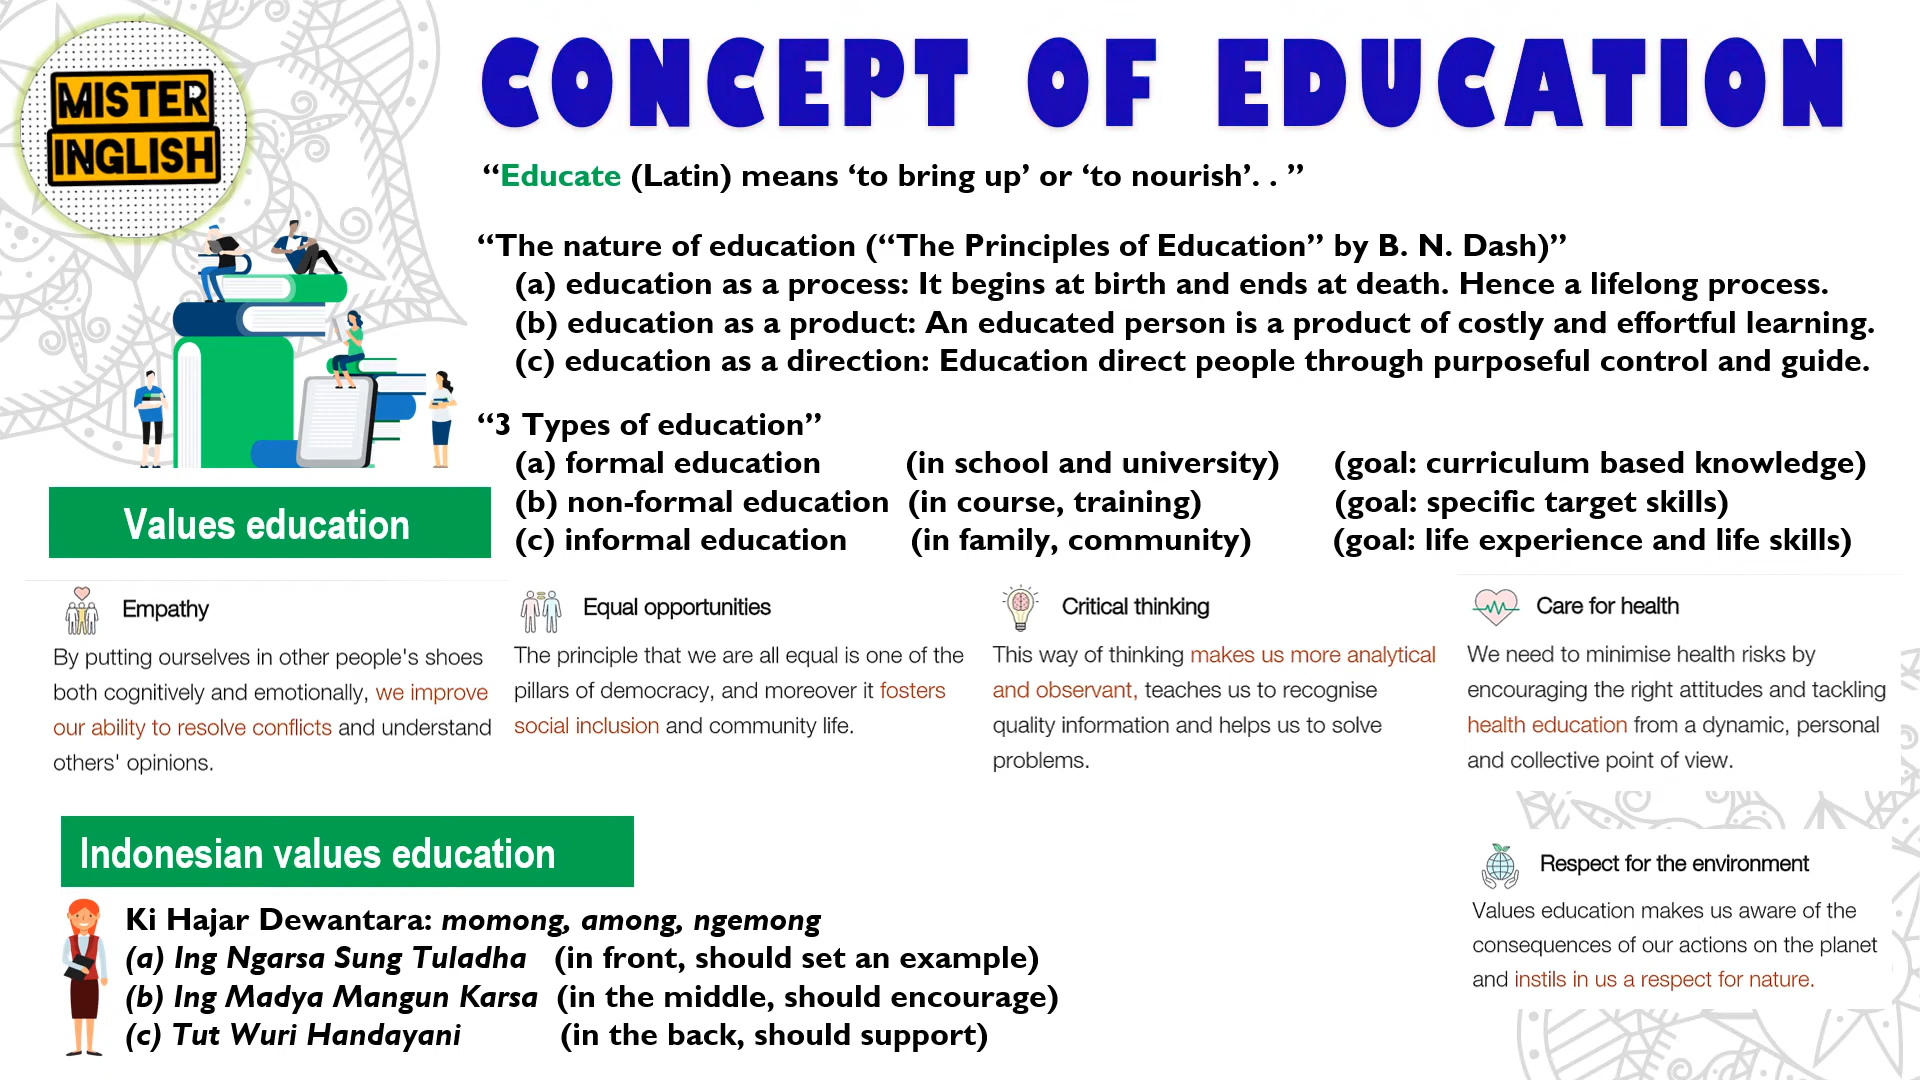 MISTER
INGLISH
CONCEPT OF EDUCATION
“Educate (Latin) means ‘to bring up’ or ‘to nourish’. . ”
“The nature of education (“The Principles of Education” by B. N. Dash)”
(a) education as a process: It begins at birth and ends at death. Hence a lifelong process.
(b) education as a product: An educated person is a product of costly and effortful learning.
(c) education as a direction: Education direct people through purposeful control and guide.
“3 Types of education”
(a) formal education (in school and university) (goal: curriculum based knowledge)
(b) non-formal education (in course, training) (goal: specific target skills)
(c) informal education (in family, community) (goal: life experience and life skills)
Values education
Empathy
By putting ourselves in other people's shoes
both cognitively and emotionally, we improve
our ability to resolve conflicts and understand
others' opinions.
Equal opportunities
The principle that we are all equal is one of the
pillars of democracy, and moreover it fosters
social inclusion and community life.
Critical thinking
This way of thinking makes us more analytical
and observant, teaches us to recognise
quality information and helps us to solve
problems.
Care for health
We need to minimise health risks by
encouraging the right attitudes and tackling
health education from a dynamic, personal
and collective point of view.
Respect for the environment
Values education makes us aware of the
consequences of our actions on the planet
and instils in us a respect for nature.
Indonesian values education
Ki Hajar Dewantara: momong, among, ngemong
(a) Ing Ngarsa Sung Tuladha (in front, should set an example)
(b) Ing Madya Mangun Karsa (in the middle, should encourage)
(c) Tut Wuri Handayani (in the back, should support)